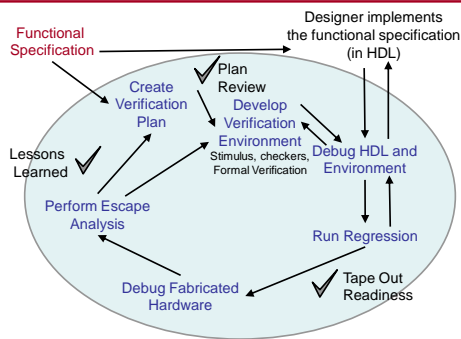 Functional
Specification
Designer implements
the functional specification
(in HDL)
Plan
Review
Create
Verification
Plan
Develop
Verification
Environment
Stimulus, checkers,
Formal Verification
Debug HDL and
Environment
Lessons
Learned
Perform Escape
Analysis
Run Regression
Debug Fabricated
Hardware
Tape Out
Readiness